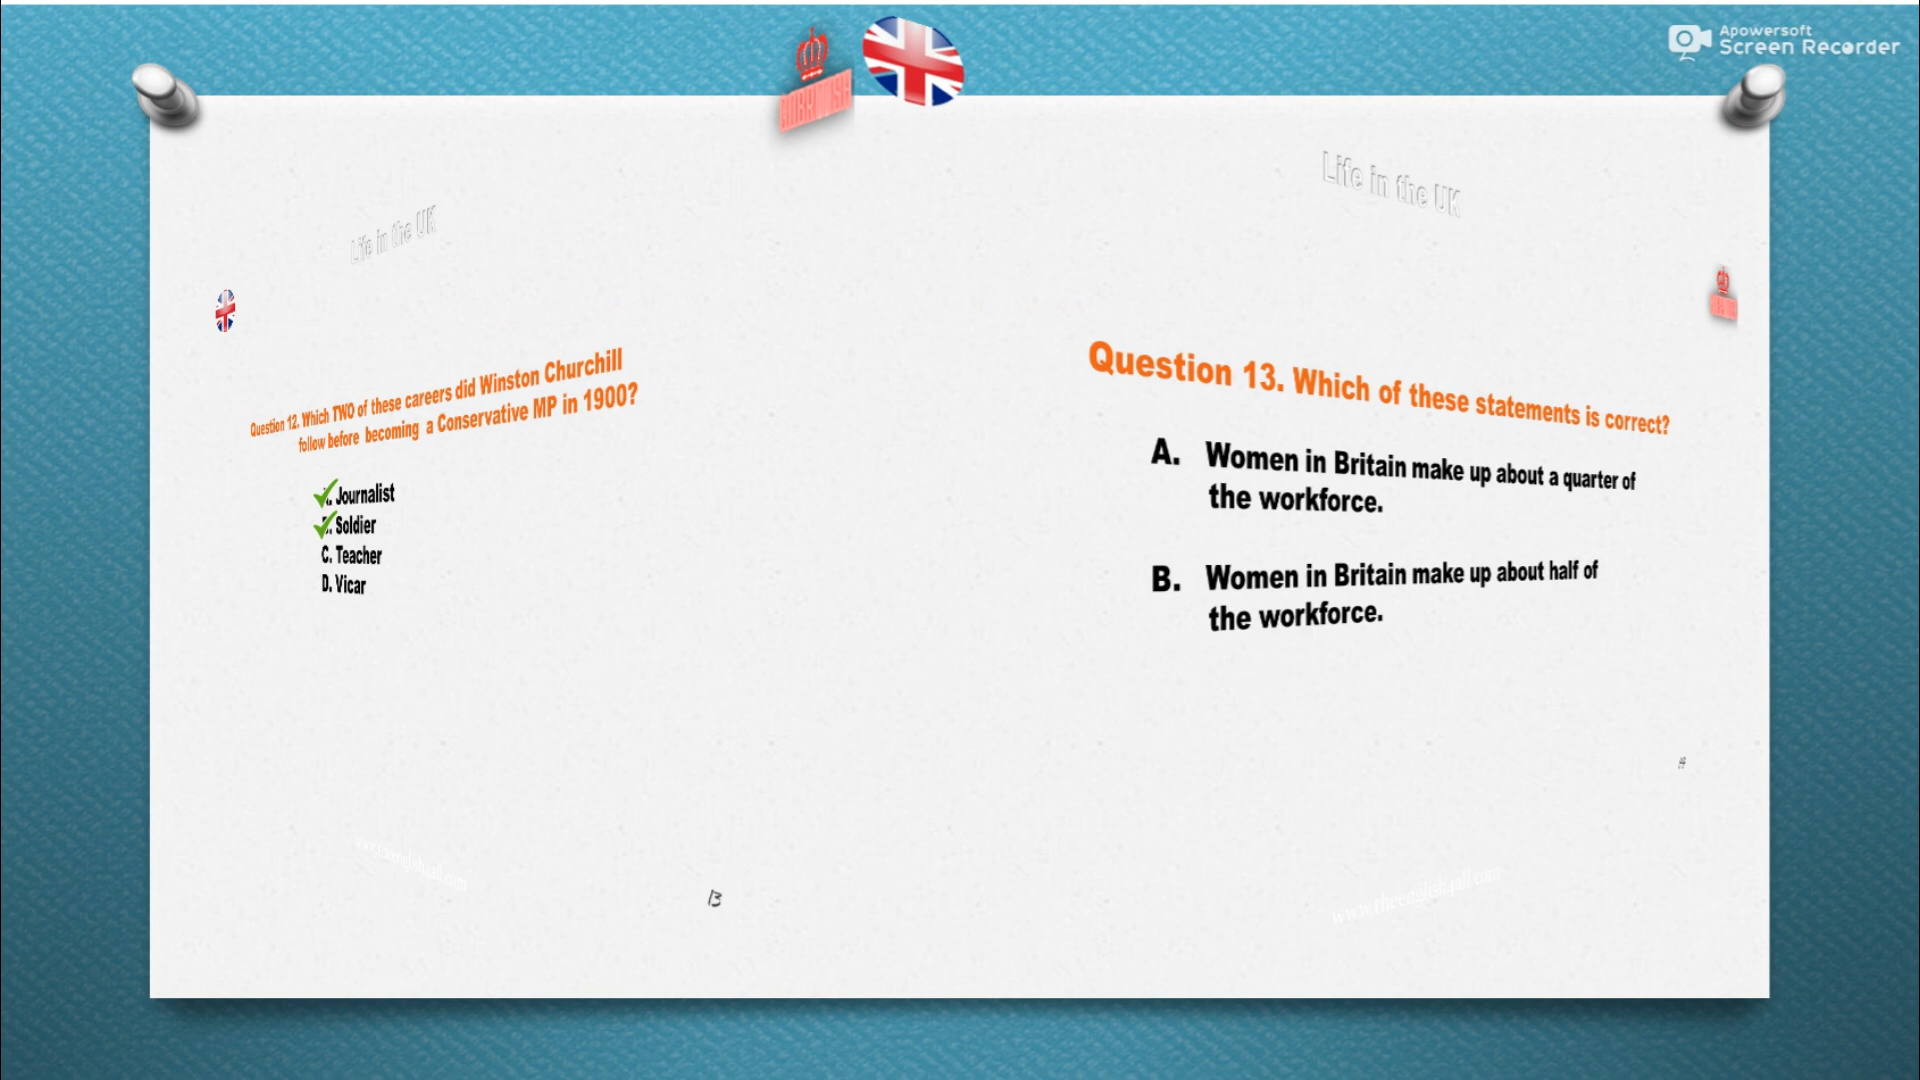 Apowersoft
Screen Recorder
Life in the UK
Question 12. Which TWO of these careers did Winston Churchill
follow before becoming a Conservative MP in 1900?
Journalist
Soldier
C. Teacher
D. Vicar
13
Life in the UK
Question 13. Which of these statements is correct?
A. Women in Britain make up about a quarter of
the workforce.
B. Women in Britain make up about half of
the workforce.
www.theenglish4all.com